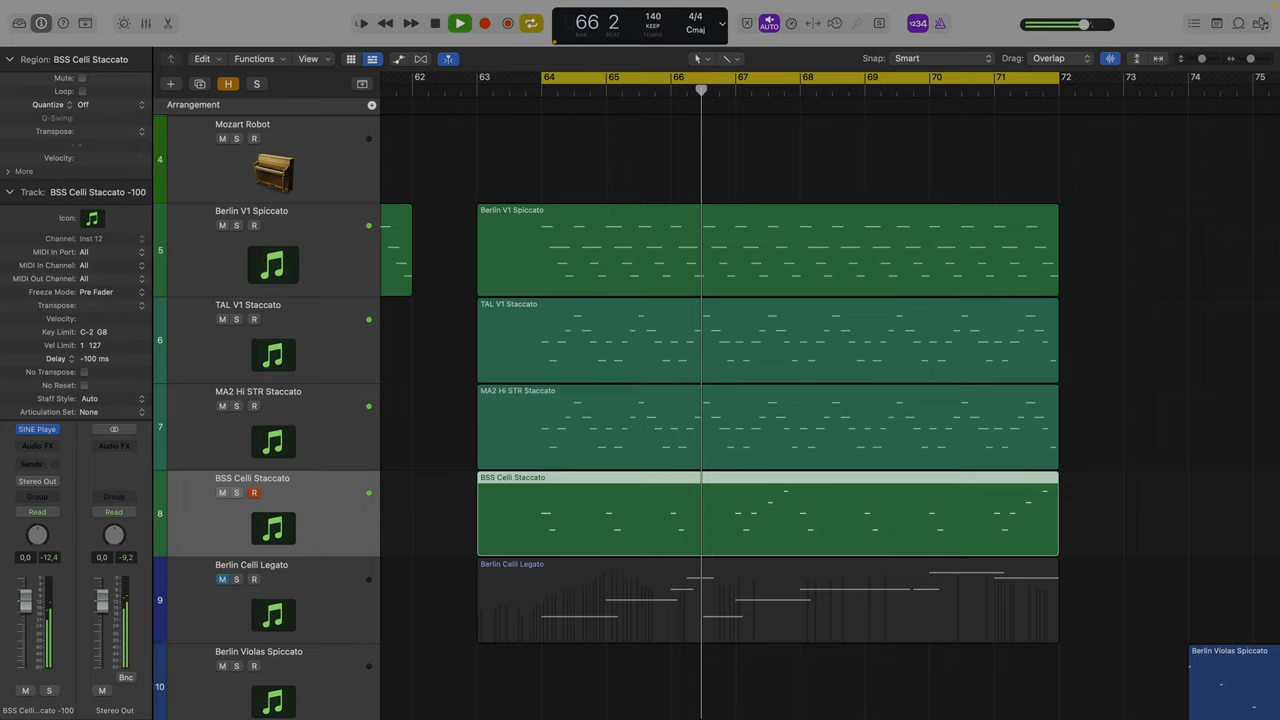 66 2
BAR BEAT
140
KEEP
TEMPO
4/4
Cmaj
AUTO
S
1234
Region: BSS Celli Staccato
Mute:
Loop:
Quantize Off
Q-Swing:
Transpose:
Velocity:
More
Track: BSS Celli Staccato -100
Icon:
Channel: Inst 12
MIDI In Port: All
MIDI In Channel: All
MIDI Out Channel: All
Freeze Mode: Pre Fader
Transpose:
Velocity:
Key Limit: C-2 G8
Vel Limit: 1 127
Delay -100 ms
No Transpose:
No Reset:
Staff Style: Auto
Articulation Set: None
SINE Playe
Audio FX Audio FX
Sends
Stereo Out
Group Group
Read Read
0,0 -12,4 0,0 -9,2
Bnc
M S M
BSS Celli...co -100 Stereo Out
Edit Functions View
Snap: Smart Drag: Overlap
H S
62 63 64 65 66 67 68 69 70 71 72 73 74 75
Arrangement
4
Mozart Robot
M S R
5
Berlin V1 Spiccato
M S R
Berlin V1 Spiccato
6
TAL V1 Staccato
M S R
TAL V1 Staccato
7
MA2 Hi STR Staccato
M S R
MA2 Hi STR Staccato
8
BSS Celli Staccato
M S R
BSS Celli Staccato
9
Berlin Celli Legato
M S R
Berlin Celli Legato
10
Berlin Violas Spiccato
M S R
Berlin Violas Spiccato